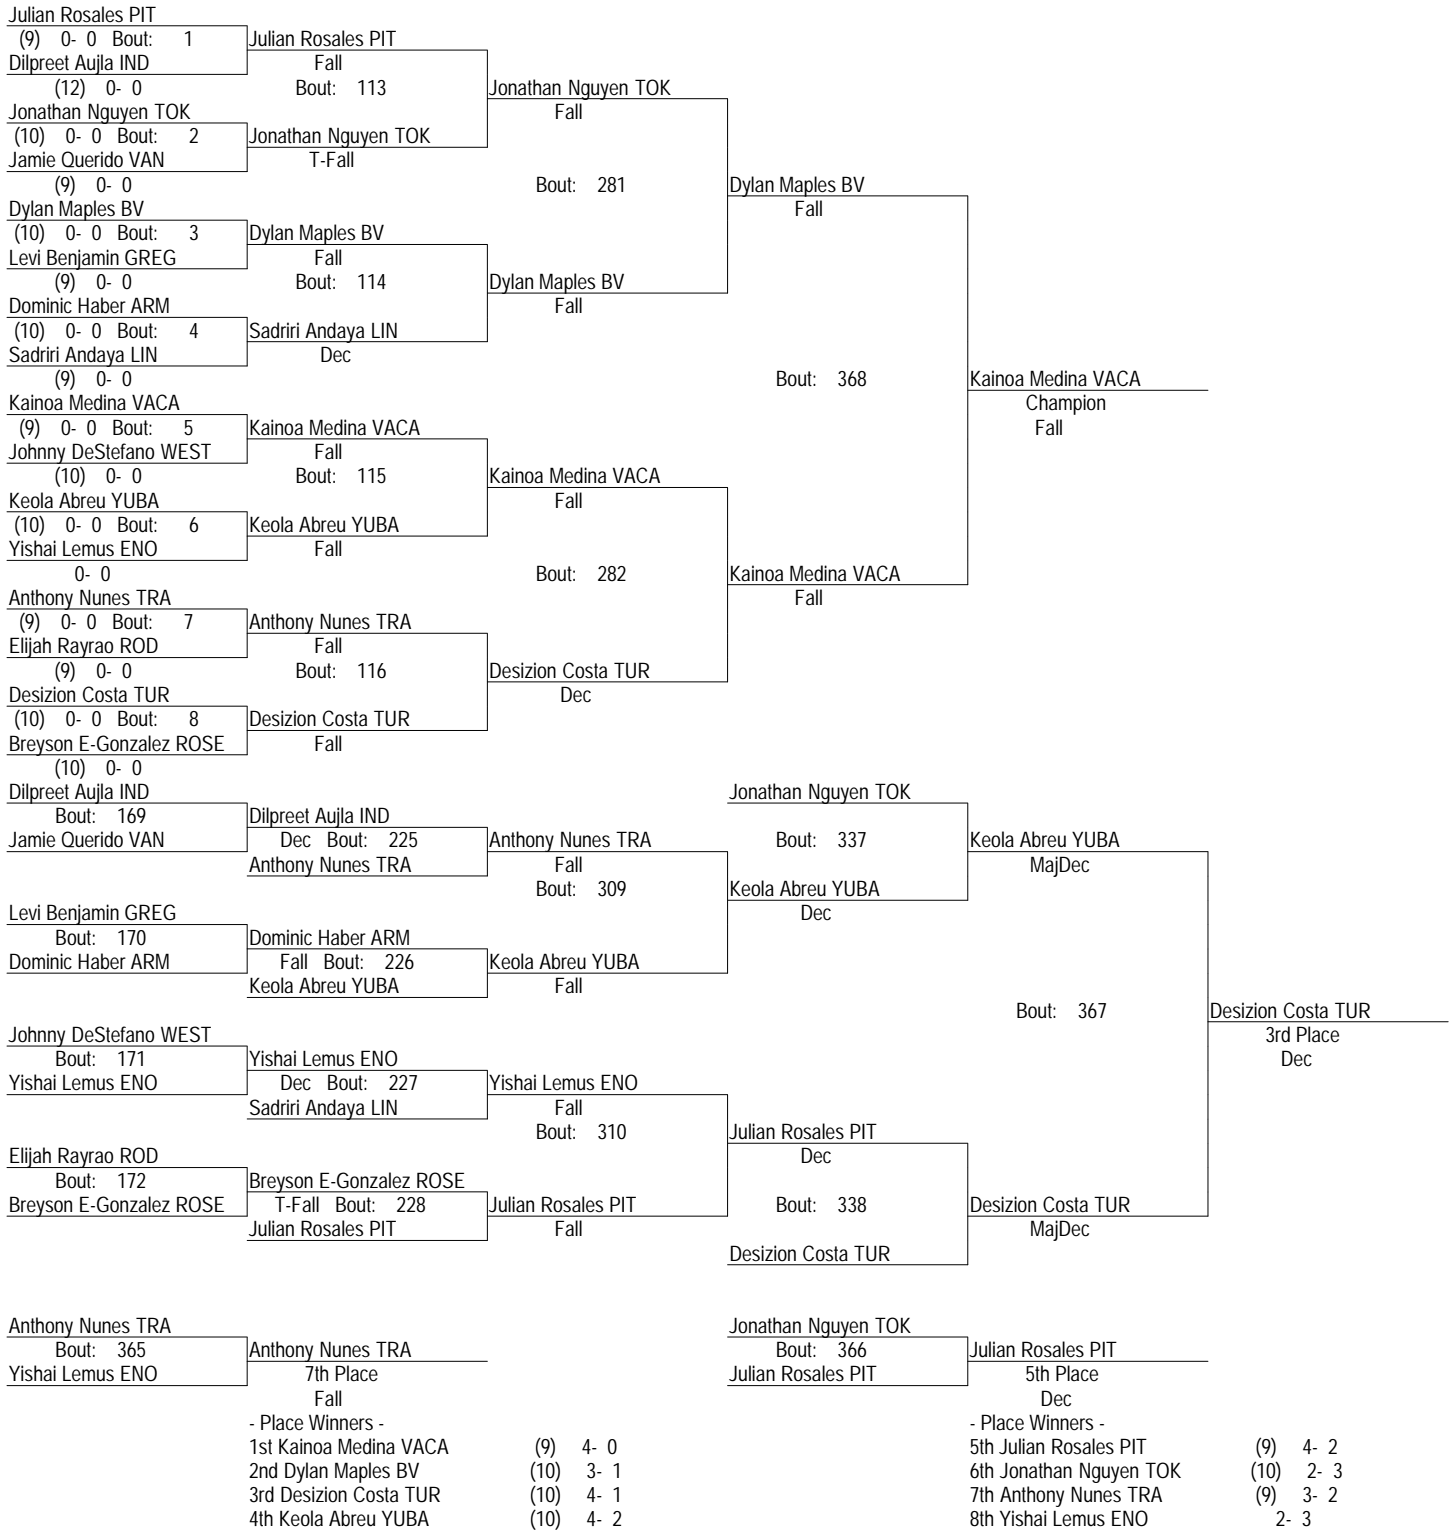 Julian Rosales PIT
(9) 0- 0 Bout: 1 Julian Rosales PIT
Dilpreet Aujla IND Fall
(12) 0- 0 Bout: 113 Jonathan Nguyen TOK
Jonathan Nguyen TOK Fall
(10) 0- 0 Bout: 2 Jonathan Nguyen TOK
Jamie Querido VAN T-Fall
(9) 0- 0 Bout: 281 Dylan Maples BV
Dylan Maples BV Fall
(10) 0- 0 Bout: 3 Dylan Maples BV
Levi Benjamin GREG Fall
(9) 0- 0 Bout: 114 Dylan Maples BV
Dominic Haber ARM Fall
(10) 0- 0 Bout: 4 Sadriri Andaya LIN
Sadriri Andaya LIN Dec
(9) 0- 0 Bout: 368 Kainoa Medina VACA
Kainoa Medina VACA Champion
(9) 0- 0 Bout: 5 Kainoa Medina VACA Fall
Johnny DeStefano WEST Fall
(10) 0- 0 Bout: 115 Kainoa Medina VACA
Keola Abreu YUBA Fall
(10) 0- 0 Bout: 6 Keola Abreu YUBA
Yishai Lemus ENO Fall
0- 0 Bout: 282 Kainoa Medina VACA
Anthony Nunes TRA Fall
(9) 0- 0 Bout: 7 Anthony Nunes TRA
Elijah Rayrao ROD Fall
(9) 0- 0 Bout: 116 Desizion Costa TUR
Desizion Costa TUR Dec
(10) 0- 0 Bout: 8 Desizion Costa TUR
Breyson E-Gonzalez ROSE Fall
(10) 0- 0
Dilpreet Aujla IND Jonathan Nguyen TOK
Bout: 169 Dilpreet Aujla IND
Jamie Querido VAN Dec Bout: 225 Anthony Nunes TRA Bout: 337 Keola Abreu YUBA
Anthony Nunes TRA Fall MajDec
Bout: 309 Keola Abreu YUBA
Levi Benjamin GREG Dec
Bout: 170 Dominic Haber ARM
Dominic Haber ARM Fall Bout: 226 Keola Abreu YUBA
Keola Abreu YUBA Fall
Bout: 367 Desizion Costa TUR
Johnny DeStefano WEST 3rd Place
Bout: 171 Yishai Lemus ENO Dec
Yishai Lemus ENO Dec Bout: 227 Yishai Lemus ENO
Sadriri Andaya LIN Fall
Bout: 310 Julian Rosales PIT
Elijah Rayrao ROD Dec
Bout: 172 Breyson E-Gonzalez ROSE
Breyson E-Gonzalez ROSE T-Fall Bout: 228 Julian Rosales PIT Bout: 338 Desizion Costa TUR
Julian Rosales PIT Fall MajDec
Desizion Costa TUR
Anthony Nunes TRA Jonathan Nguyen TOK
Bout: 365 Anthony Nunes TRA Bout: 366 Julian Rosales PIT
Yishai Lemus ENO 7th Place Julian Rosales PIT 5th Place
Fall Dec
- Place Winners - - Place Winners -
1st Kainoa Medina VACA (9) 4- 0 5th Julian Rosales PIT (9) 4- 2
2nd Dylan Maples BV (10) 3- 1 6th Jonathan Nguyen TOK (10) 2- 3
3rd Desizion Costa TUR (10) 4- 1 7th Anthony Nunes TRA (9) 3- 2
4th Keola Abreu YUBA (10) 4- 2 8th Yishai Lemus ENO 2- 3